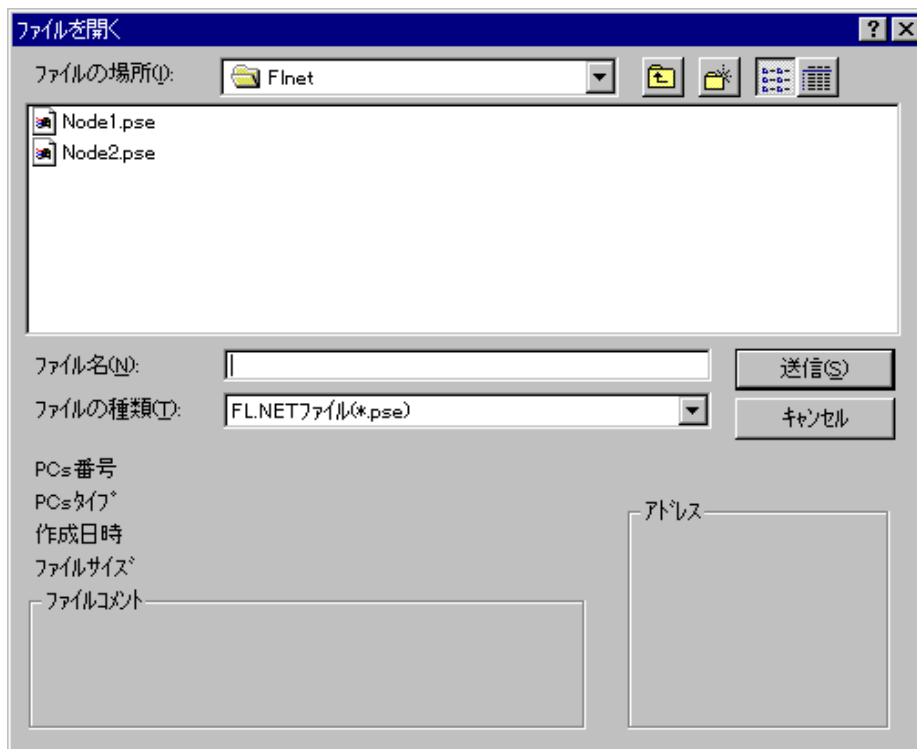 ファイルを開く
ファイルの場所(I):
Flnet
Node1.pse
Node2.pse
ファイル名(N):
送信(S)
ファイルの種類(T):
FL.NETファイル(*.pse)
キャンセル
PCs番号
PCsタイプ
作成日時
ファイルサイズ
ファイルコメント
アドレス